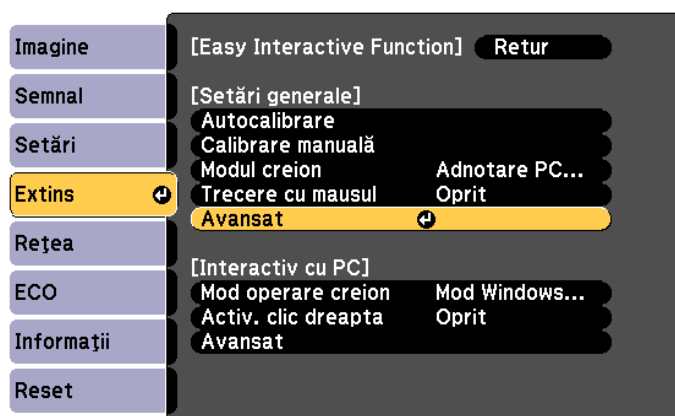 Imagine
Semnal
Setări
Extins
Reţea
ECO
Informaţii
Reset
[Easy Interactive Function] Retur
[Setări generale]
Autocalibrare
Calibrare manuală
Modul creion Adnotare PC...
Trecere cu mausul Oprit
Avansat
[Interactiv cu PC]
Mod operare creion Mod Windows...
Activ. clic dreapta Oprit
Avansat